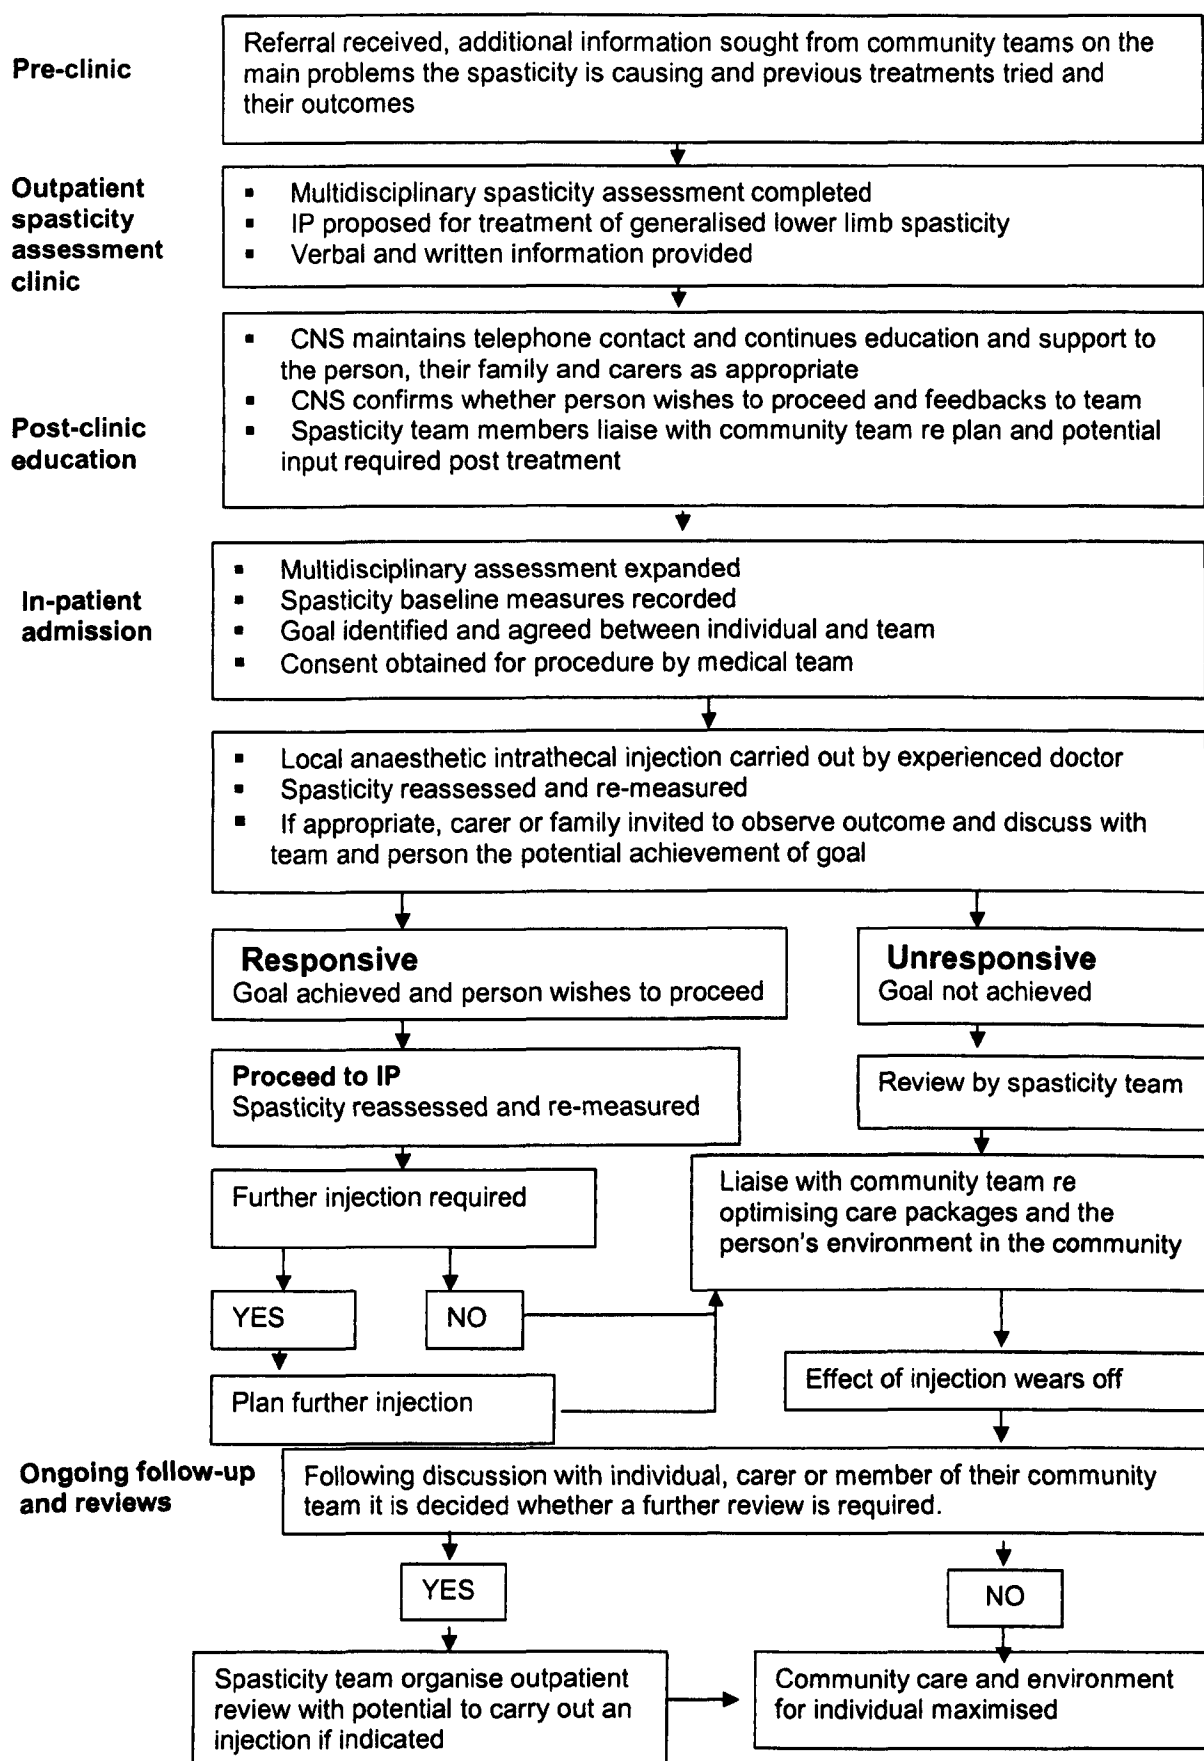 Pre-clinic
Referral received, additional information sought from community teams on the
main problems the spasticity is causing and previous treatments tried and
their outcomes
Outpatient
spasticity
assessment
clinic
▪ Multidisciplinary spasticity assessment completed
▪ IP proposed for treatment of generalised lower limb spasticity
▪ Verbal and written information provided
Post-clinic
education
▪ CNS maintains telephone contact and continues education and support to
the person, their family and carers as appropriate
▪ CNS confirms whether person wishes to proceed and feedbacks to team
▪ Spasticity team members liaise with community team re plan and potential
input required post treatment
In-patient
admission
▪ Multidisciplinary assessment expanded
▪ Spasticity baseline measures recorded
▪ Goal identified and agreed between individual and team
▪ Consent obtained for procedure by medical team
▪ Local anaesthetic intrathecal injection carried out by experienced doctor
▪ Spasticity reassessed and re-measured
▪ If appropriate, carer or family invited to observe outcome and discuss with
team and person the potential achievement of goal
Responsive
Goal achieved and person wishes to proceed
Unresponsive
Goal not achieved
Proceed to IP
Spasticity reassessed and re-measured
Review by spasticity team
Further injection required
Liaise with community team re
optimising care packages and the
person's environment in the community
YES
NO
Plan further injection
Effect of injection wears off
Ongoing follow-up
and reviews
Following discussion with individual, carer or member of their community
team it is decided whether a further review is required.
YES
NO
Spasticity team organise outpatient
review with potential to carry out an
injection if indicated
Community care and environment
for individual maximised